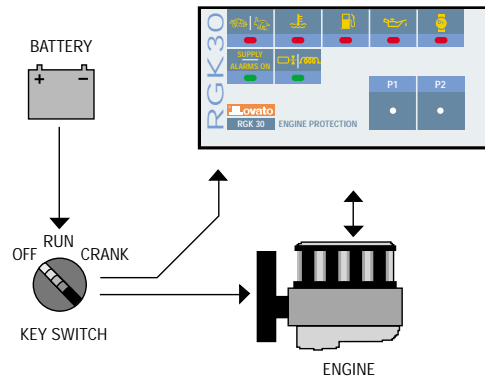 RGK30
SUPPLY
ALARMS ON
P1 P2
Lovato
RGK 30 ENGINE PROTECTION
BATTERY
+ −
OFF RUN CRANK
KEY SWITCH
ENGINE